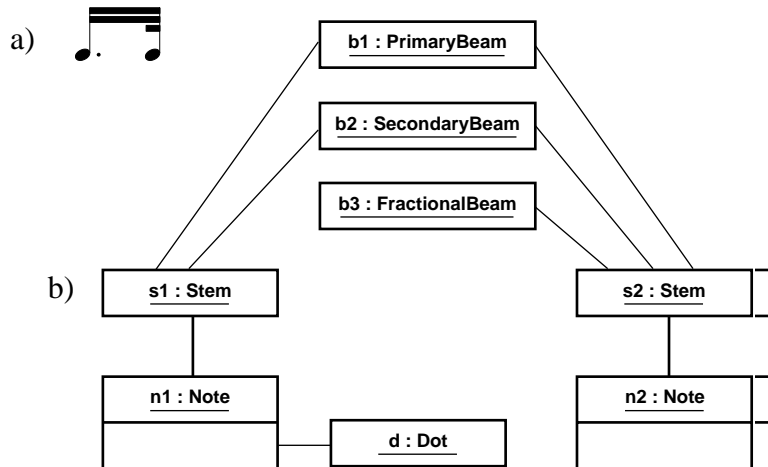 a)
b1 : PrimaryBeam
b2 : SecondaryBeam
b3 : FractionalBeam
b)
s1 : Stem
s2 : Stem
n1 : Note
n2 : Note
d : Dot